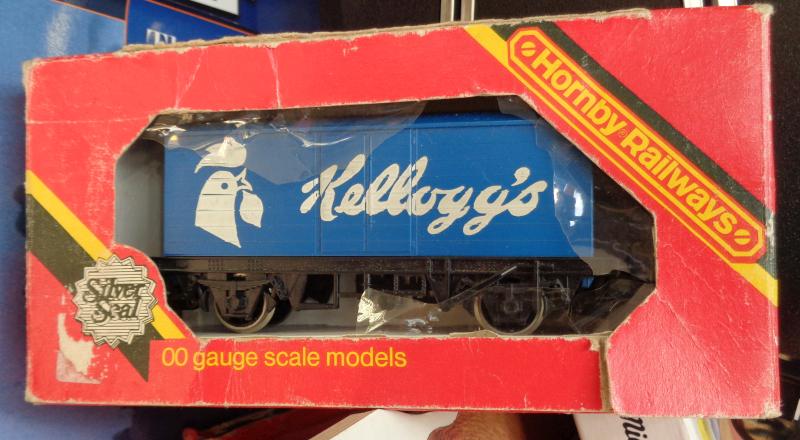 Hornby® Railways
Kellogg's
Silver
Seal
00 gauge scale models